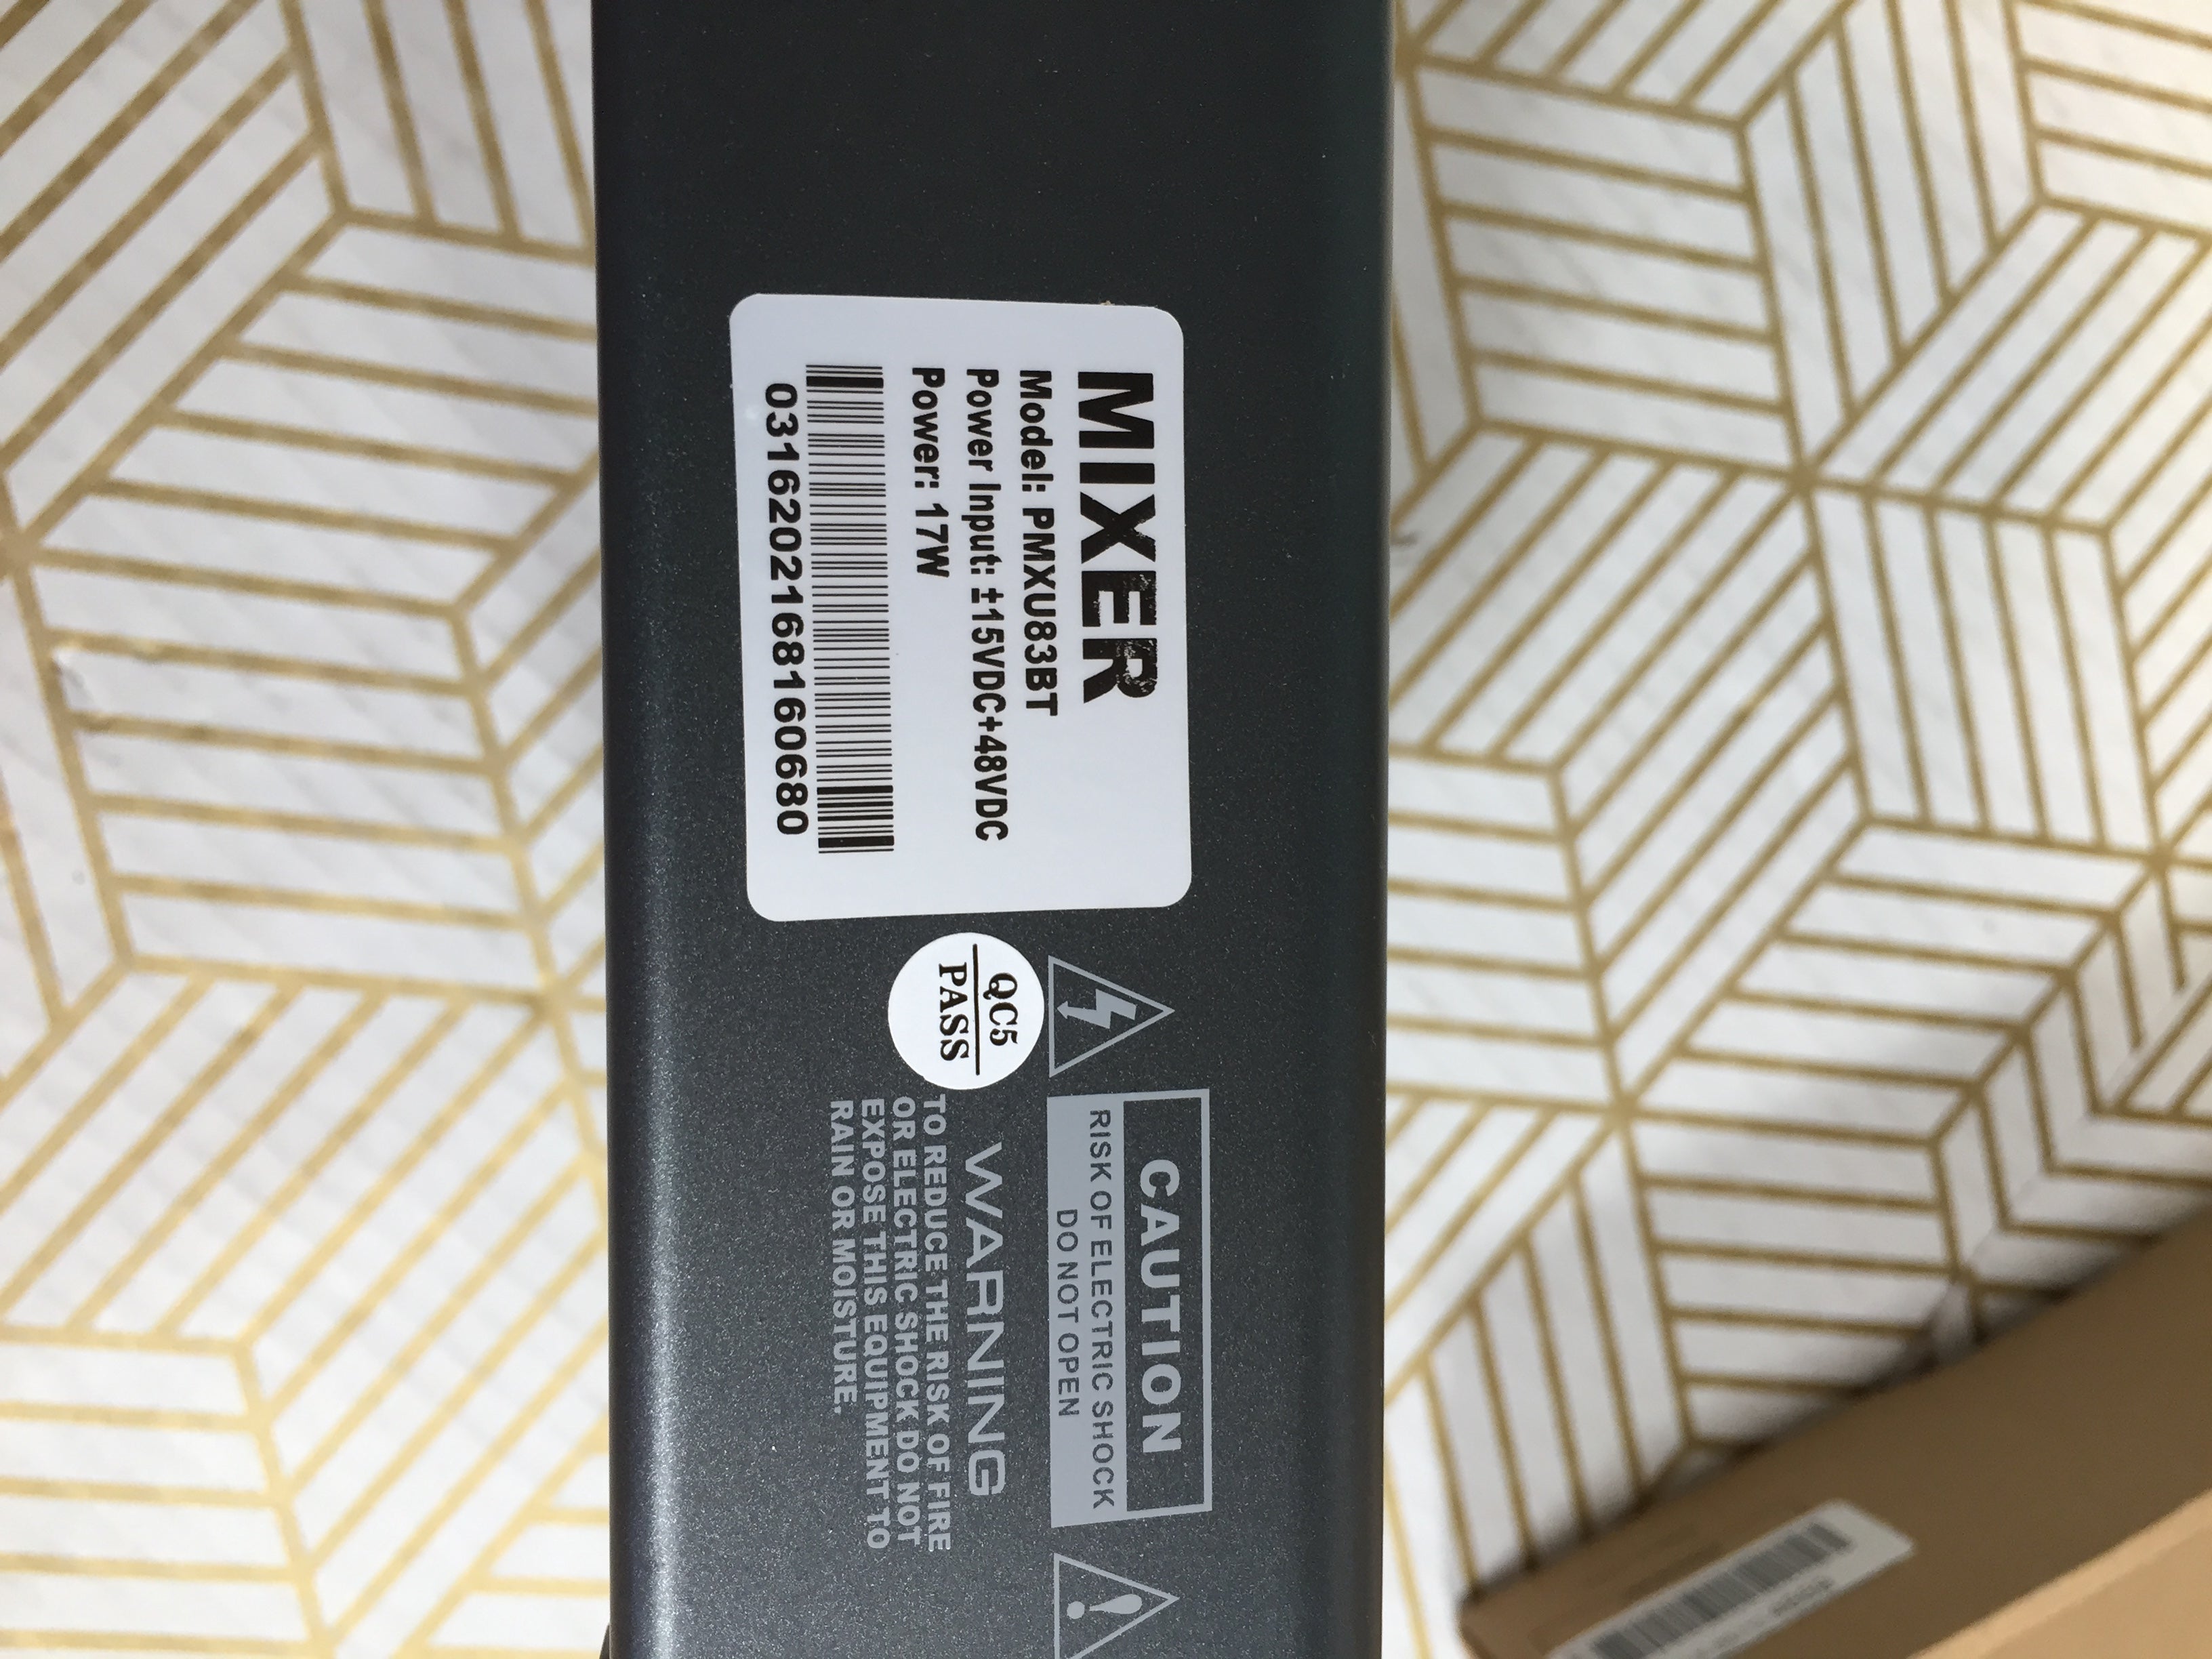 MIXER
Model: PMXU83BT
Power Input: ±15VDC+48VDC
Power: 17W
0316202168160680
QC5
PASS
CAUTION
RISK OF ELECTRIC SHOCK
DO NOT OPEN
WARNING
TO REDUCE THE RISK OF FIRE
OR ELECTRIC SHOCK DO NOT
EXPOSE THIS EQUIPMENT TO
RAIN OR MOISTURE.